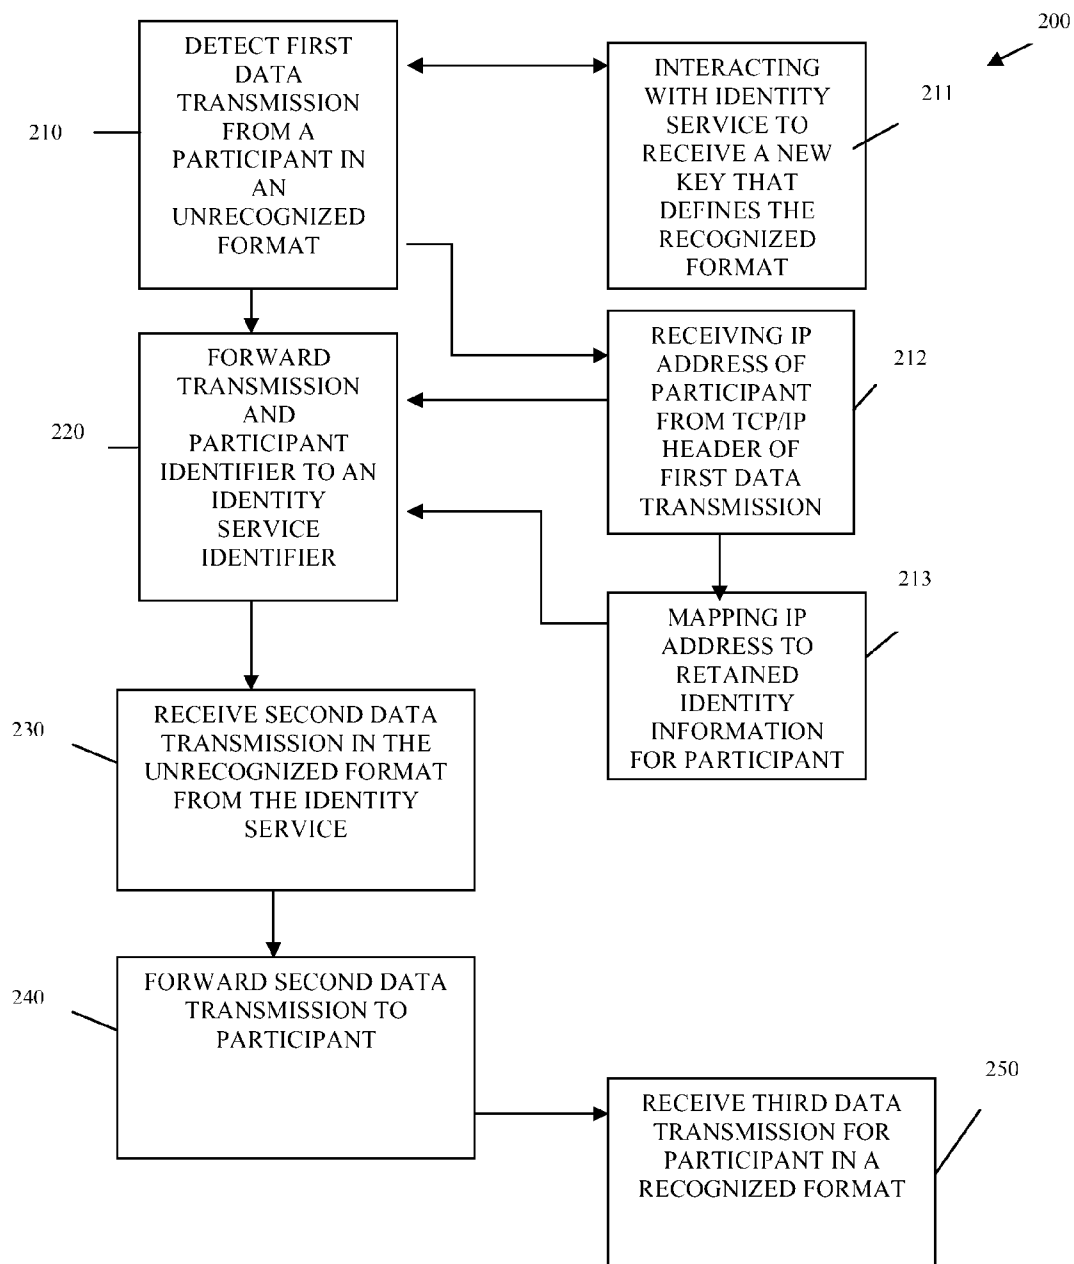 200
210
DETECT FIRST
DATA
TRANSMISSION
FROM A
PARTICIPANT IN
AN
UNRECOGNIZED
FORMAT
211
INTERACTING
WITH IDENTITY
SERVICE TO
RECEIVE A NEW
KEY THAT
DEFINES THE
RECOGNIZED
FORMAT
220
FORWARD
TRANSMISSION
AND
PARTICIPANT
IDENTIFIER TO AN
IDENTITY
SERVICE
IDENTIFIER
212
RECEIVING IP
ADDRESS OF
PARTICIPANT
FROM TCP/IP
HEADER OF
FIRST DATA
TRANSMISSION
213
MAPPING IP
ADDRESS TO
RETAINED
IDENTITY
INFORMATION
FOR PARTICIPANT
230
RECEIVE SECOND DATA
TRANSMISSION IN THE
UNRECOGNIZED FORMAT
FROM THE IDENTITY
SERVICE
240
FORWARD SECOND DATA
TRANSMISSION TO
PARTICIPANT
250
RECEIVE THIRD DATA
TRANSMISSION FOR
PARTICIPANT IN A
RECOGNIZED FORMAT